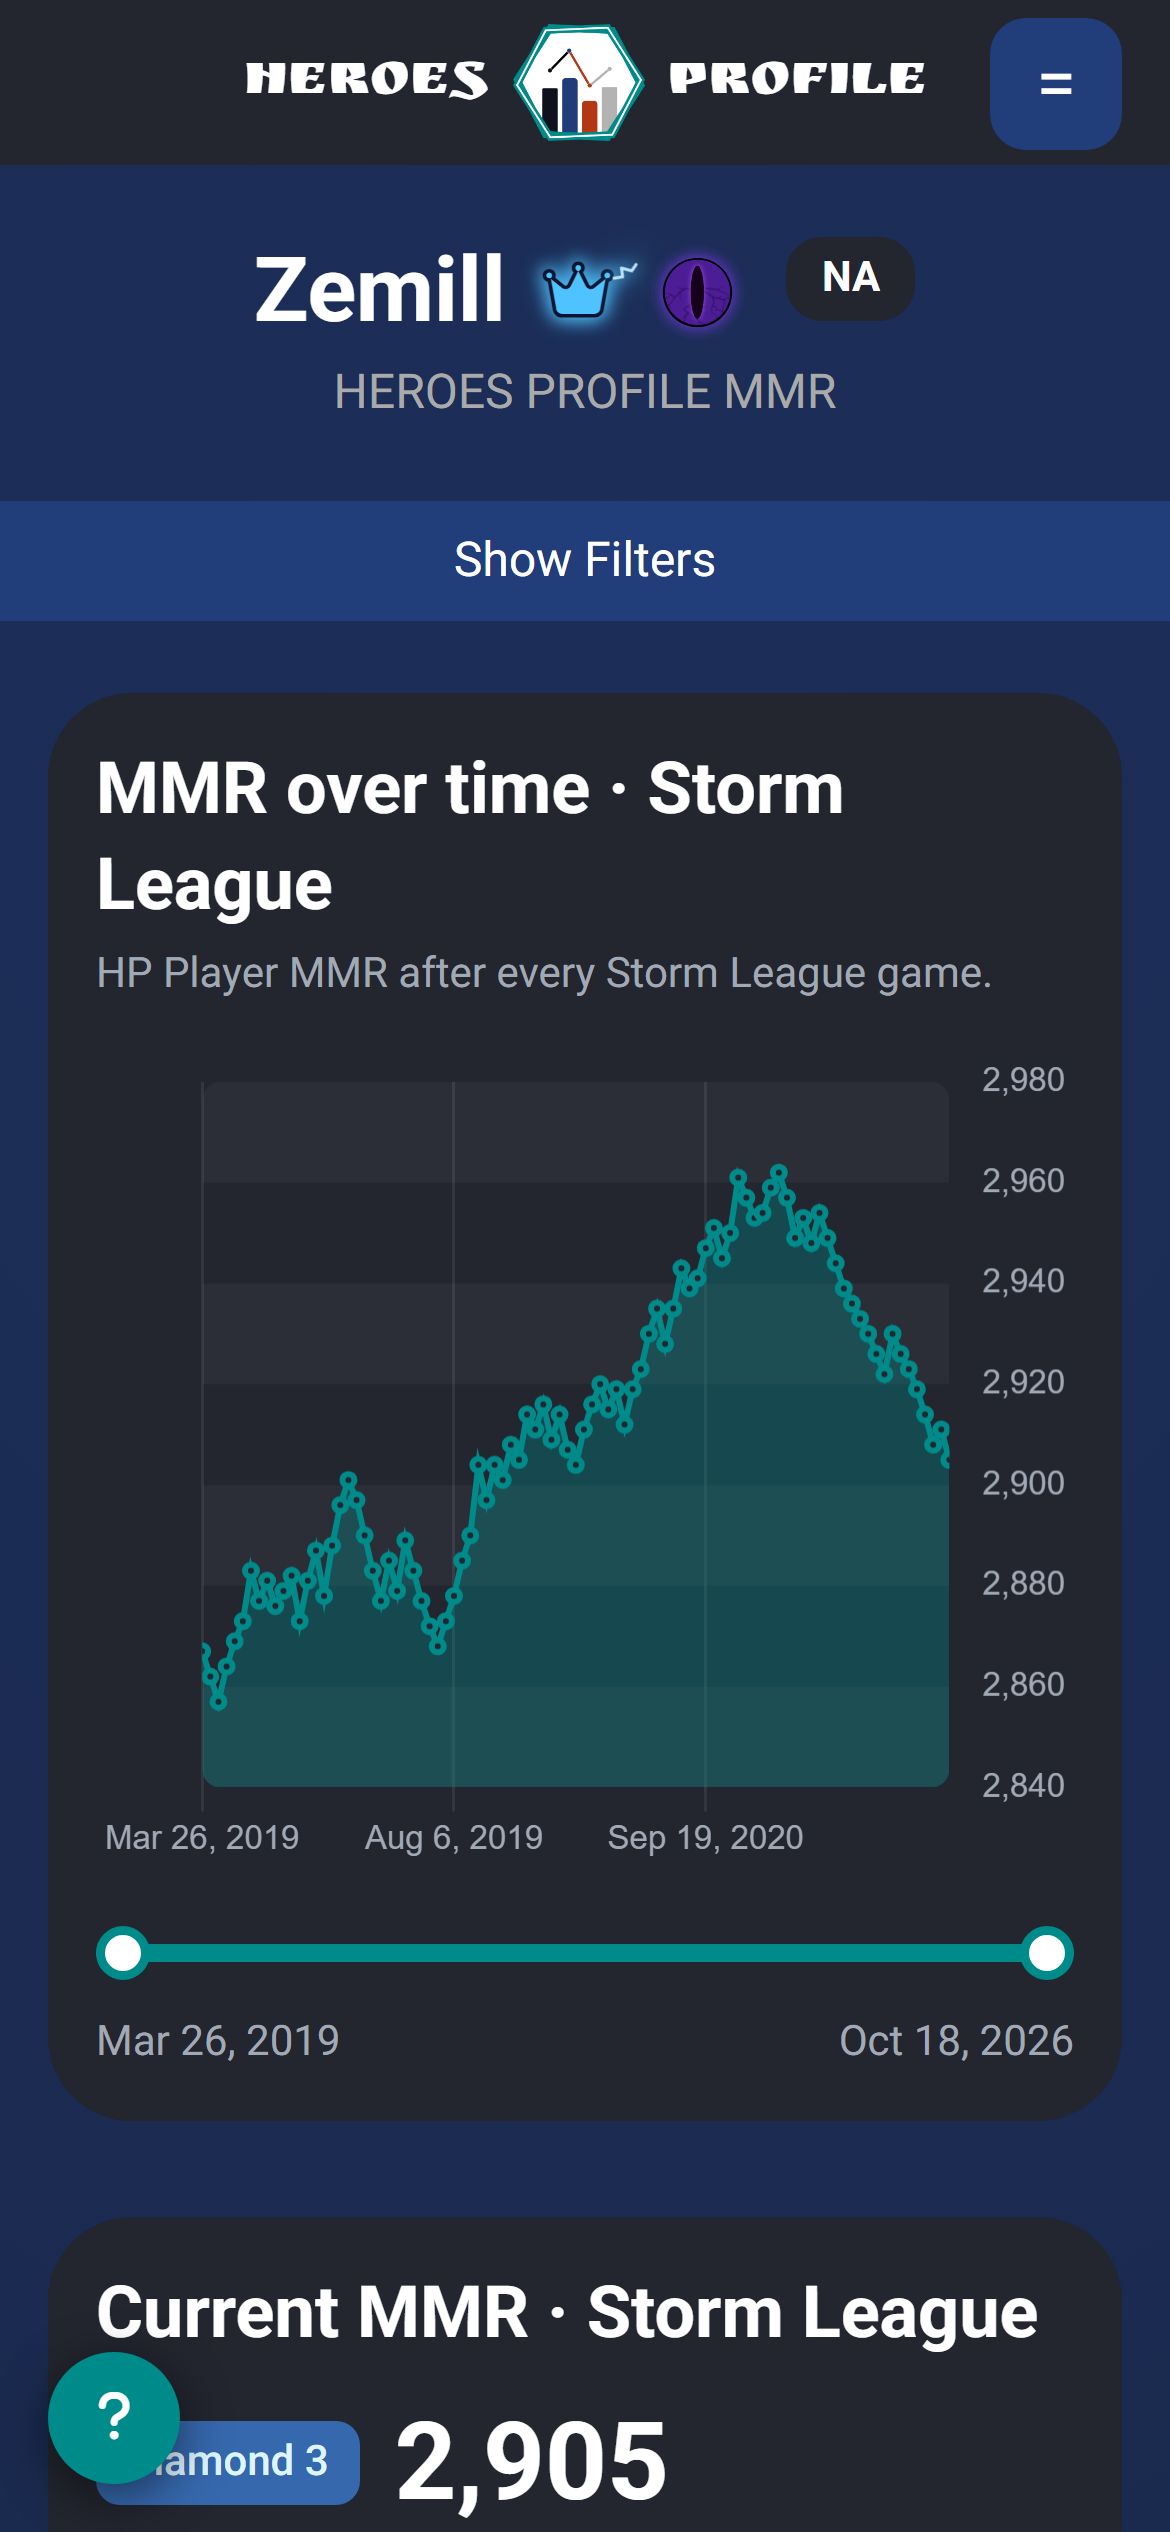 HEROES PROFILE
=
Zemill NA
HEROES PROFILE MMR
Show Filters
MMR over time · Storm
League
HP Player MMR after every Storm League game.
2,980
2,960
2,940
2,920
2,900
2,880
2,860
2,840
Mar 26, 2019 Aug 6, 2019 Sep 19, 2020
Mar 26, 2019 Oct 18, 2026
Current MMR · Storm League
?
amond 3 2,905